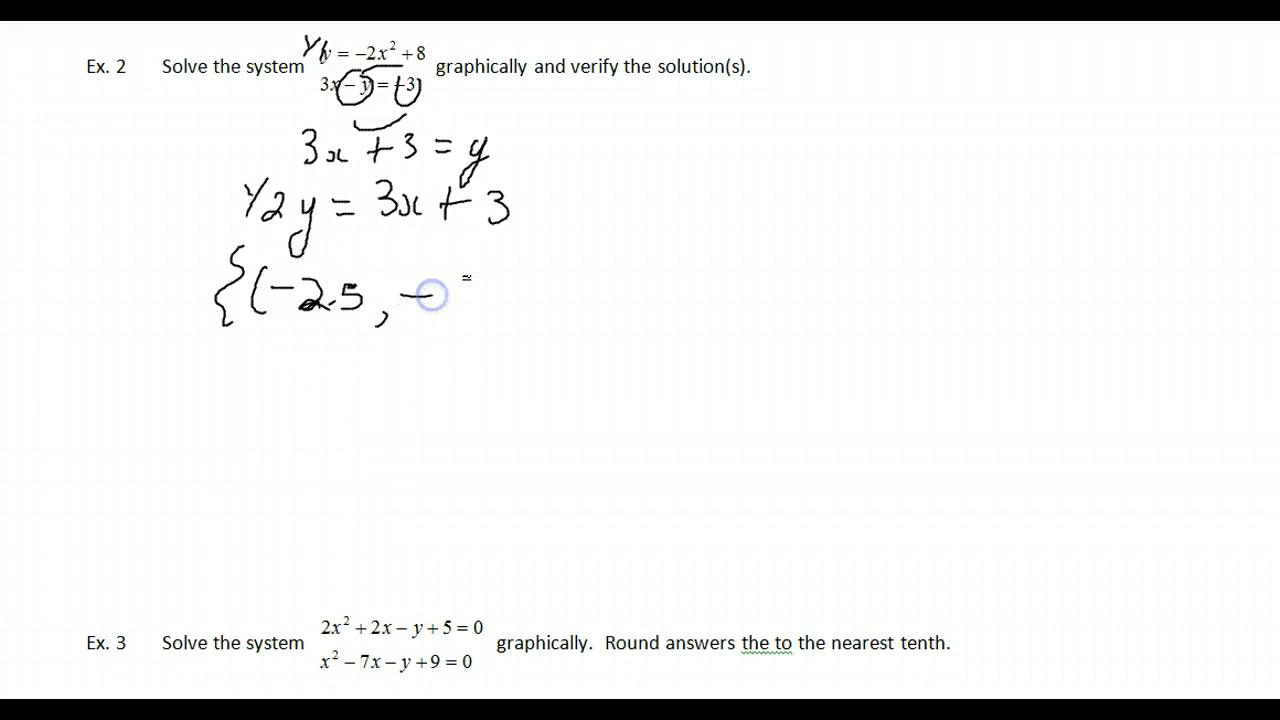 Ex. 2 Solve the system y = −2x² + 8 graphically and verify the solution(s).
3x − y = −3
3x + 3 = y
Y2 y = 3x + 3
{(−2.5, −
Ex. 3 Solve the system 2x² + 2x − y + 5 = 0 graphically. Round answers the to the nearest tenth.
x² − 7x − y + 9 = 0